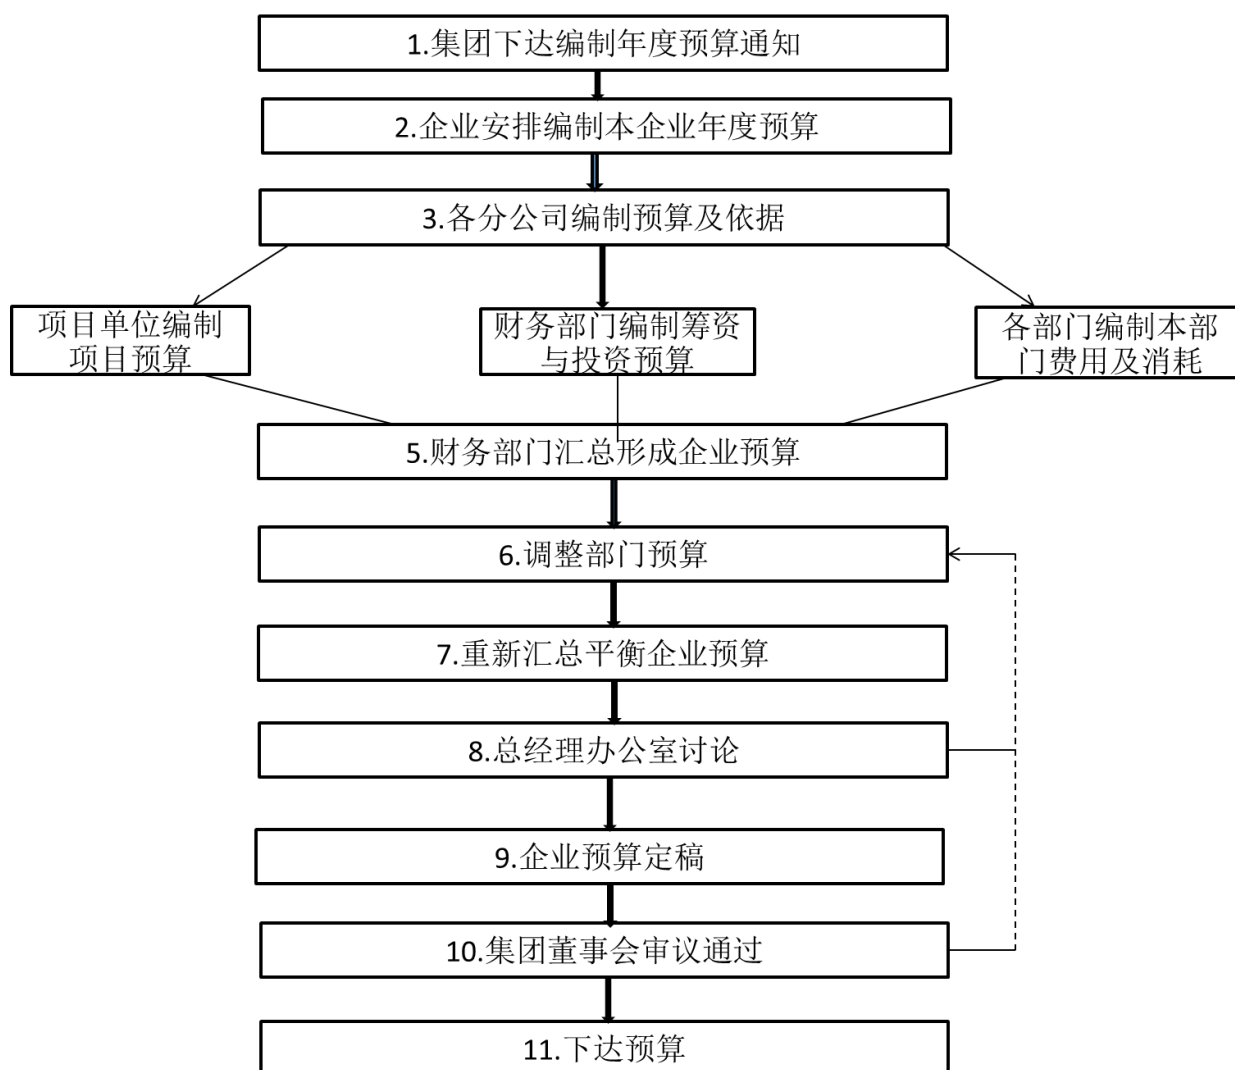 1.集团下达编制年度预算通知
2.企业安排编制本企业年度预算
3.各分公司编制预算及依据
项目单位编制
项目预算
财务部门编制筹资
与投资预算
各部门编制本部
门费用及消耗
5.财务部门汇总形成企业预算
6.调整部门预算
7.重新汇总平衡企业预算
8.总经理办公室讨论
9.企业预算定稿
10.集团董事会审议通过
11.下达预算